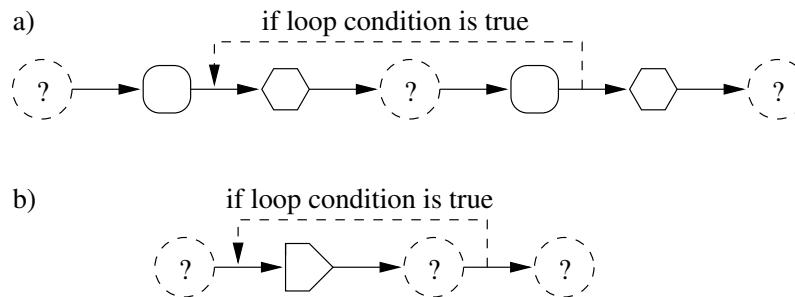 a)
if loop condition is true
? ? ?
b)
if loop condition is true
? ? ?